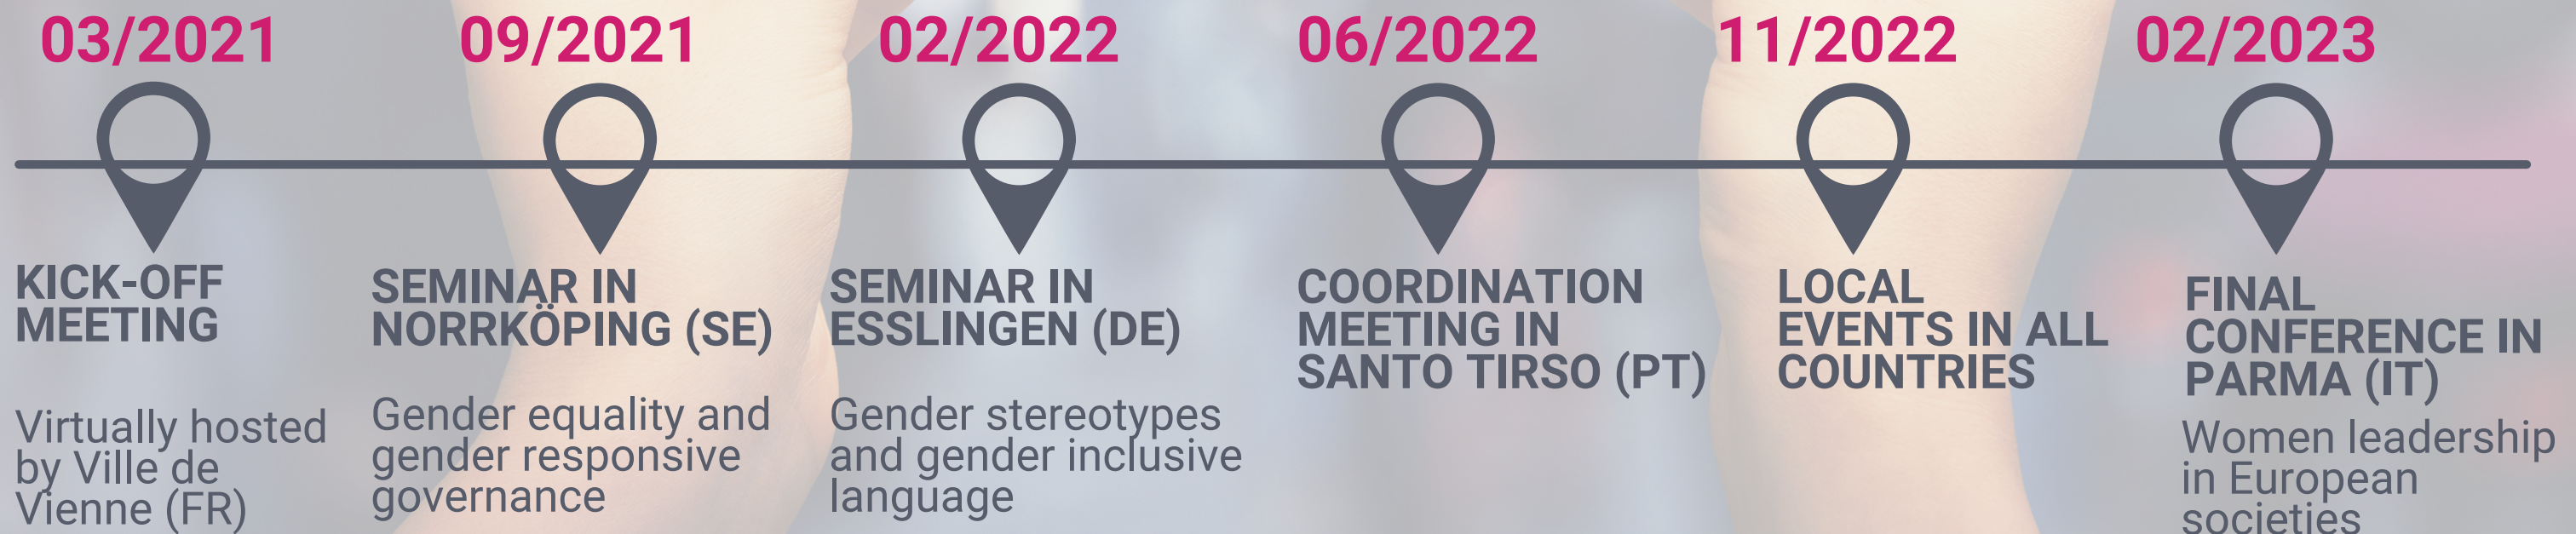 03/2021
KICK-OFF
MEETING
Virtually hosted
by Ville de
Vienne (FR)
09/2021
SEMINAR IN
NORRKÖPING (SE)
Gender equality and
gender responsive
governance
02/2022
SEMINAR IN
ESSLINGEN (DE)
Gender stereotypes
and gender inclusive
language
06/2022
COORDINATION
MEETING IN
SANTO TIRSO (PT)
11/2022
LOCAL
EVENTS IN ALL
COUNTRIES
02/2023
FINAL
CONFERENCE IN
PARMA (IT)
Women leadership
in European
societies